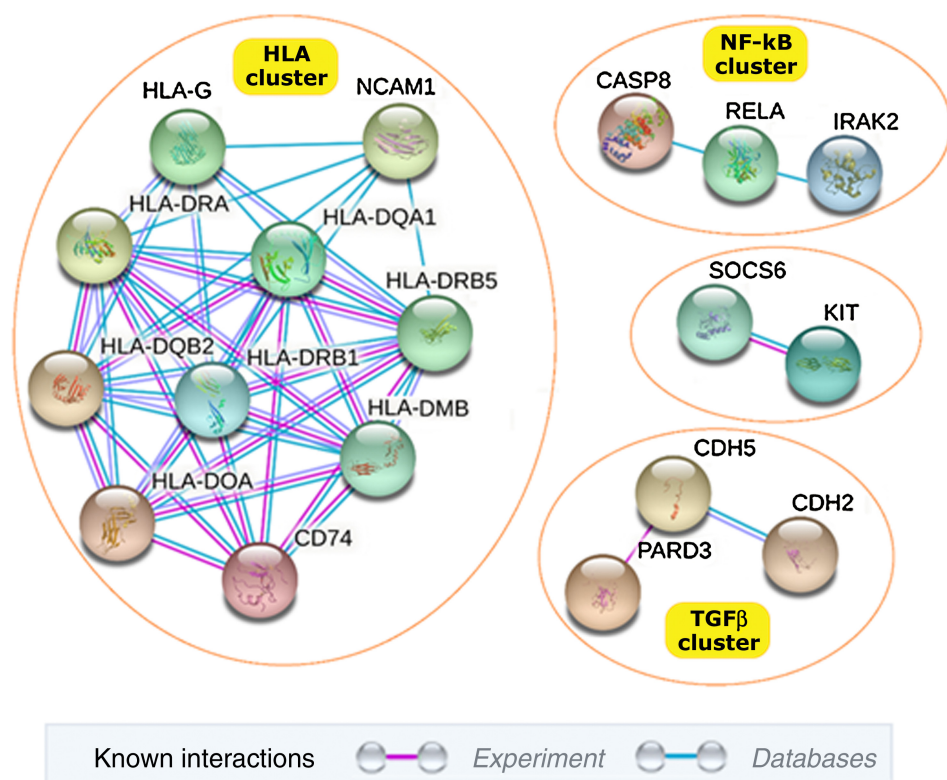 HLA
cluster
HLA-G
NCAM1
HLA-DRA
HLA-DQA1
HLA-DRB5
HLA-DQB2
HLA-DRB1
HLA-DMB
HLA-DOA
CD74
NF-kB
cluster
CASP8
RELA
IRAK2
SOCS6
KIT
CDH5
CDH2
PARD3
TGFβ
cluster
Known interactions Experiment Databases